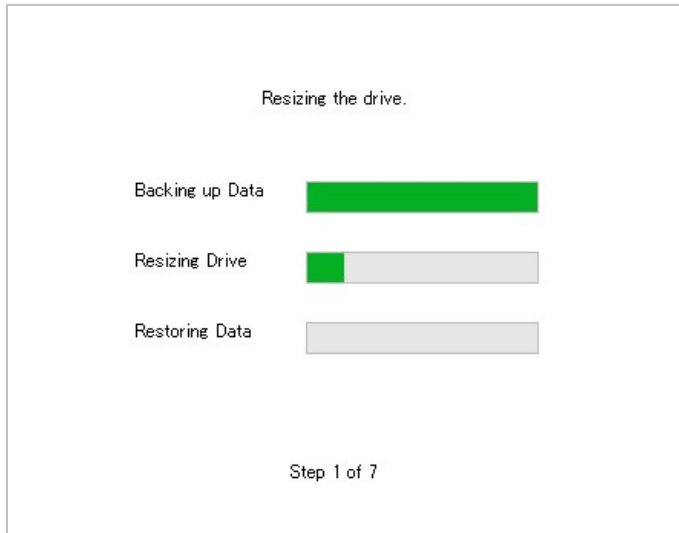 Resizing the drive.
Backing up Data
Resizing Drive
Restoring Data
Step 1 of 7